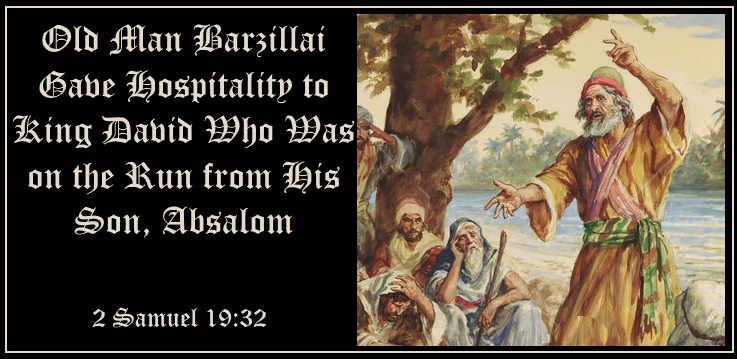 Old Man Barzillai
Gave Hospitality to
King David Who Was
on the Run from His
Son, Absalom
2 Samuel 19:32